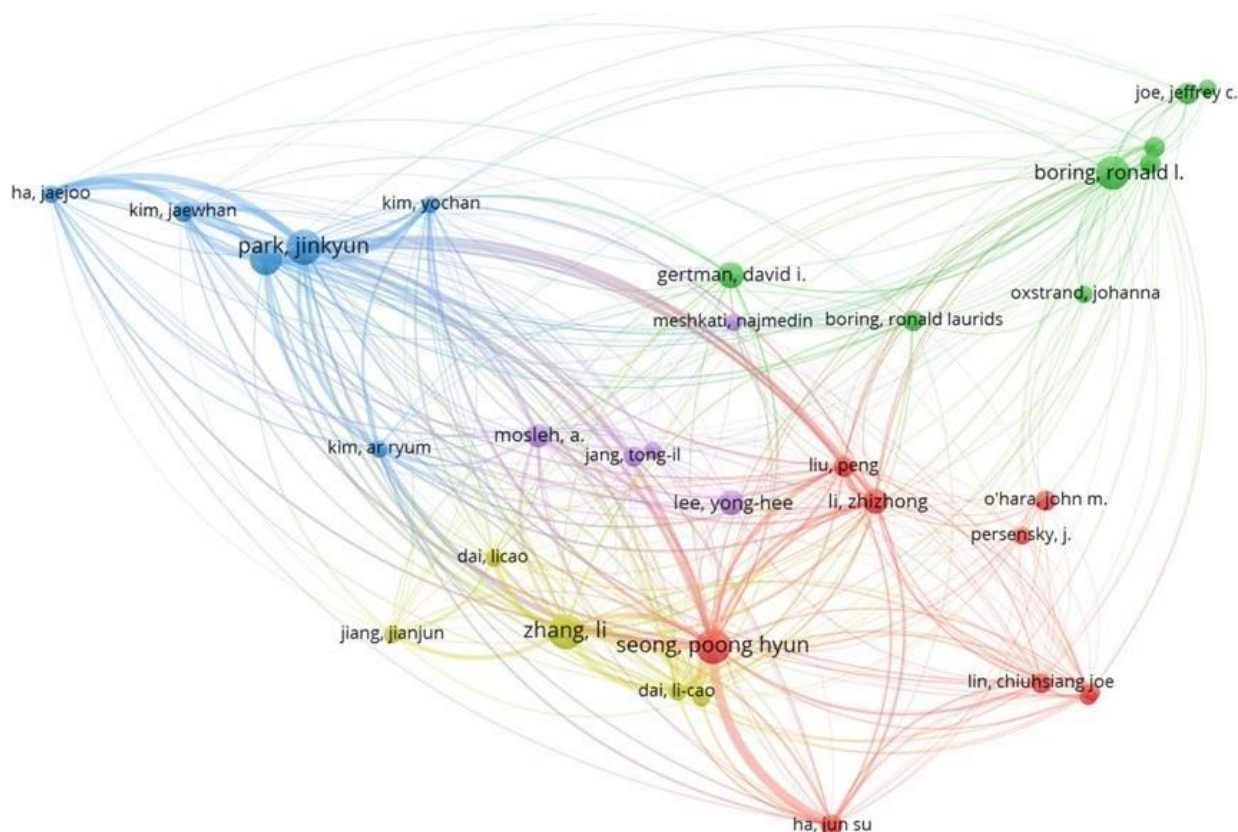 joe, jeffrey c.
boring, ronald l.
ha, jaejoo
kim, yochan
kim, jaewhan
park, jinkyun
gertman, david i.
oxstrand, johanna
meshkati, najmedin
boring, ronald laurids
mosleh, a.
kim, ar ryum
jang, tong-il
liu, peng
lee, yong-hee
li, zhizhong
o'hara, john m.
persensky, j.
dai, licao
jiang, jianjun
zhang, li
seong, poong hyun
dai, li-cao
lin, chiuhsiang joe
ha, jun su